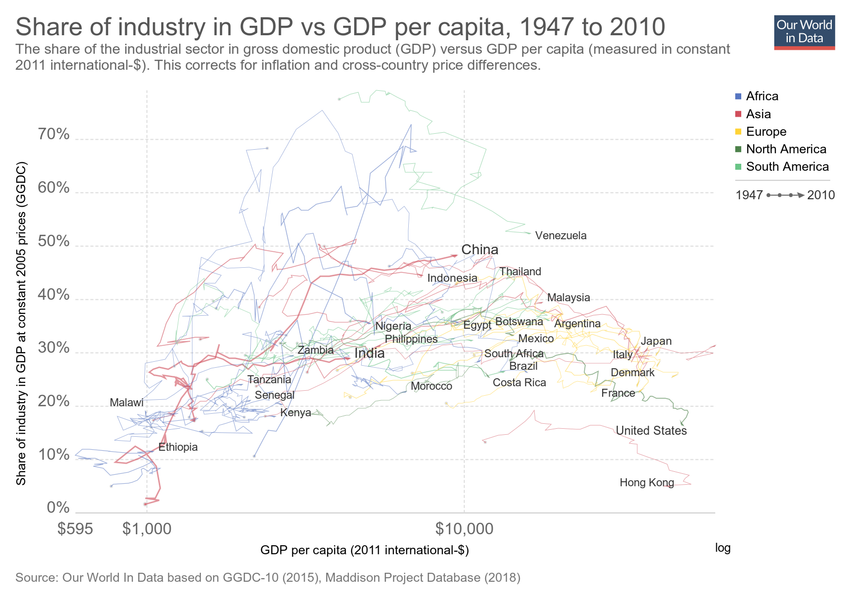 Share of industry in GDP vs GDP per capita, 1947 to 2010
Our World
in Data
The share of the industrial sector in gross domestic product (GDP) versus GDP per capita (measured in constant
2011 international-$). This corrects for inflation and cross-country price differences.
Africa
Asia
Europe
North America
South America
1947 2010
Share of industry in GDP at constant 2005 prices (GGDC)
70%
60%
50%
40%
30%
20%
10%
0%
Venezuela
China
Thailand
Indonesia
Malaysia
Nigeria
Egypt
Botswana
Argentina
Philippines
Mexico
Japan
Zambia
India
South Africa
Italy
Brazil
Denmark
Tanzania
Morocco
Costa Rica
Senegal
France
Malawi
Kenya
United States
Ethiopia
Hong Kong
$595
$1,000
$10,000
GDP per capita (2011 international-$)
log
Source: Our World In Data based on GGDC-10 (2015), Maddison Project Database (2018)